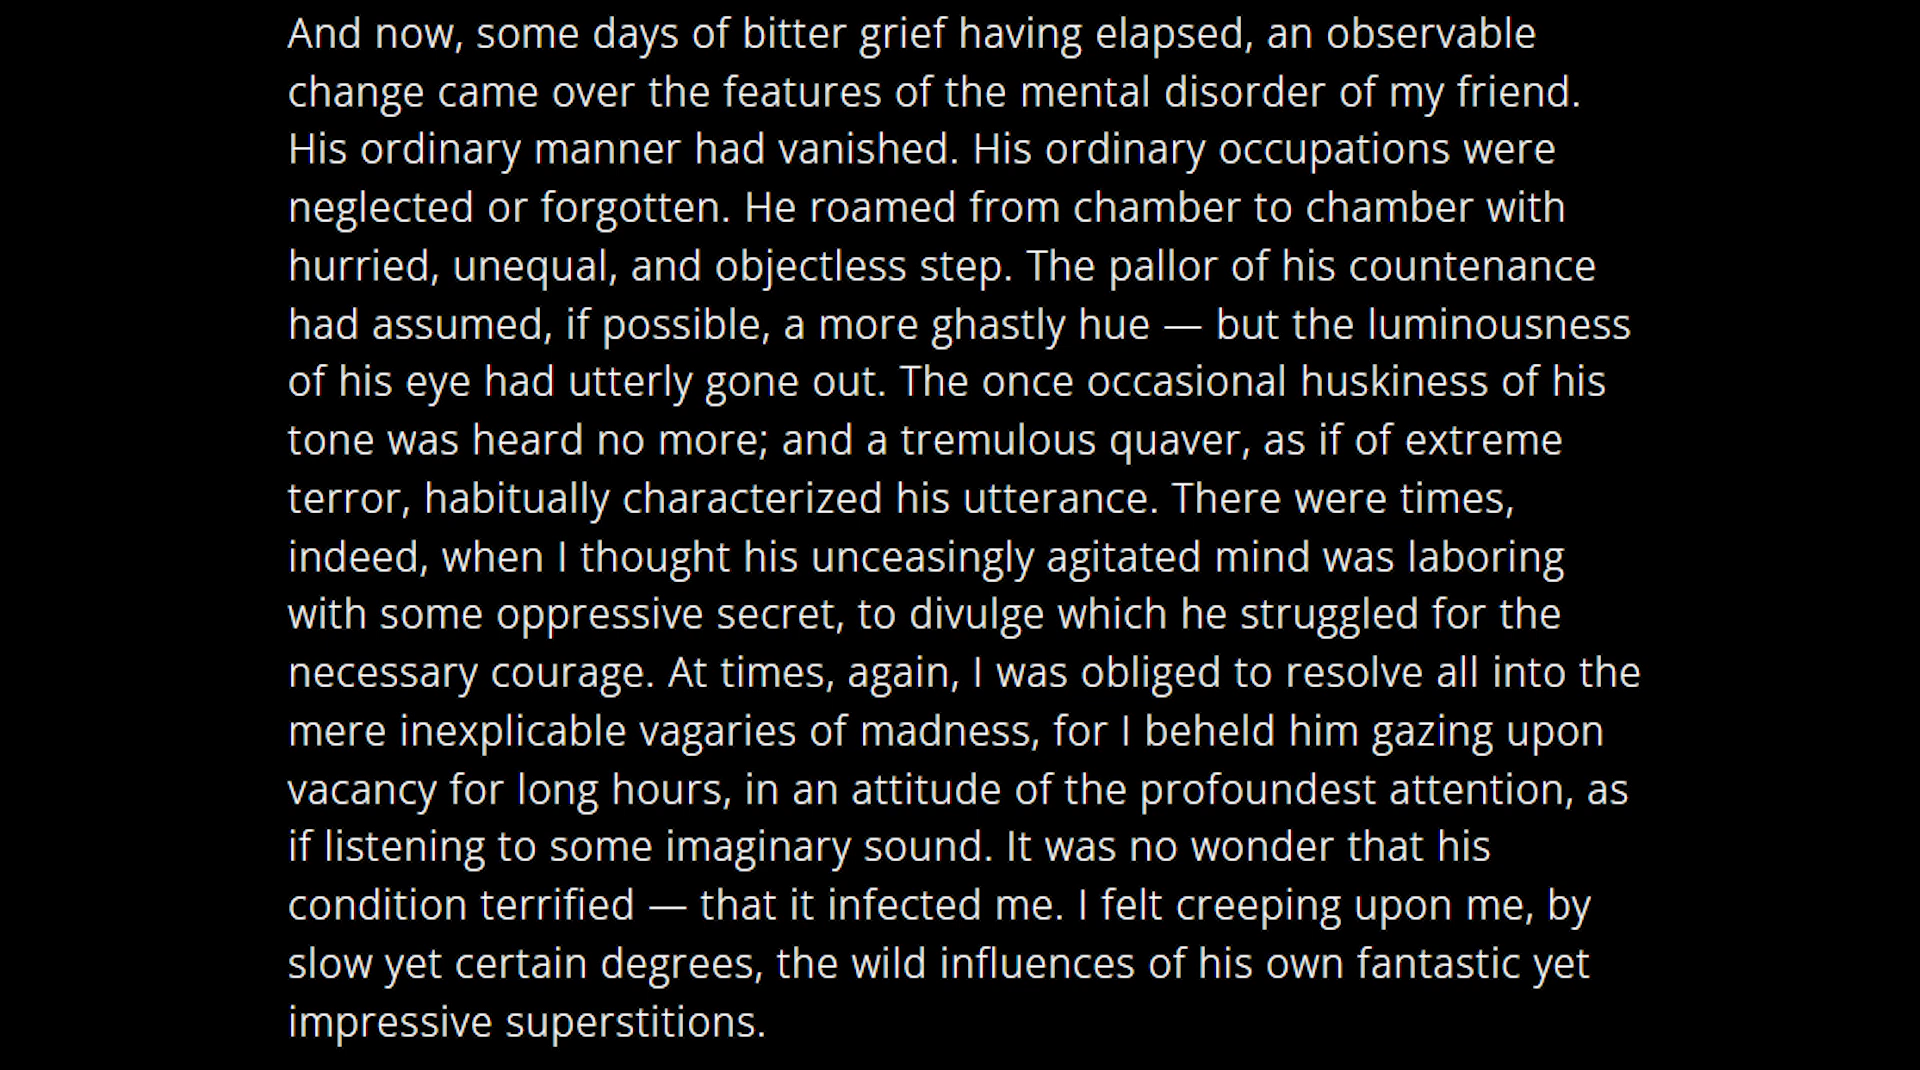 And now, some days of bitter grief having elapsed, an observable
change came over the features of the mental disorder of my friend.
His ordinary manner had vanished. His ordinary occupations were
neglected or forgotten. He roamed from chamber to chamber with
hurried, unequal, and objectless step. The pallor of his countenance
had assumed, if possible, a more ghastly hue — but the luminousness
of his eye had utterly gone out. The once occasional huskiness of his
tone was heard no more; and a tremulous quaver, as if of extreme
terror, habitually characterized his utterance. There were times,
indeed, when I thought his unceasingly agitated mind was laboring
with some oppressive secret, to divulge which he struggled for the
necessary courage. At times, again, I was obliged to resolve all into the
mere inexplicable vagaries of madness, for I beheld him gazing upon
vacancy for long hours, in an attitude of the profoundest attention, as
if listening to some imaginary sound. It was no wonder that his
condition terrified — that it infected me. I felt creeping upon me, by
slow yet certain degrees, the wild influences of his own fantastic yet
impressive superstitions.